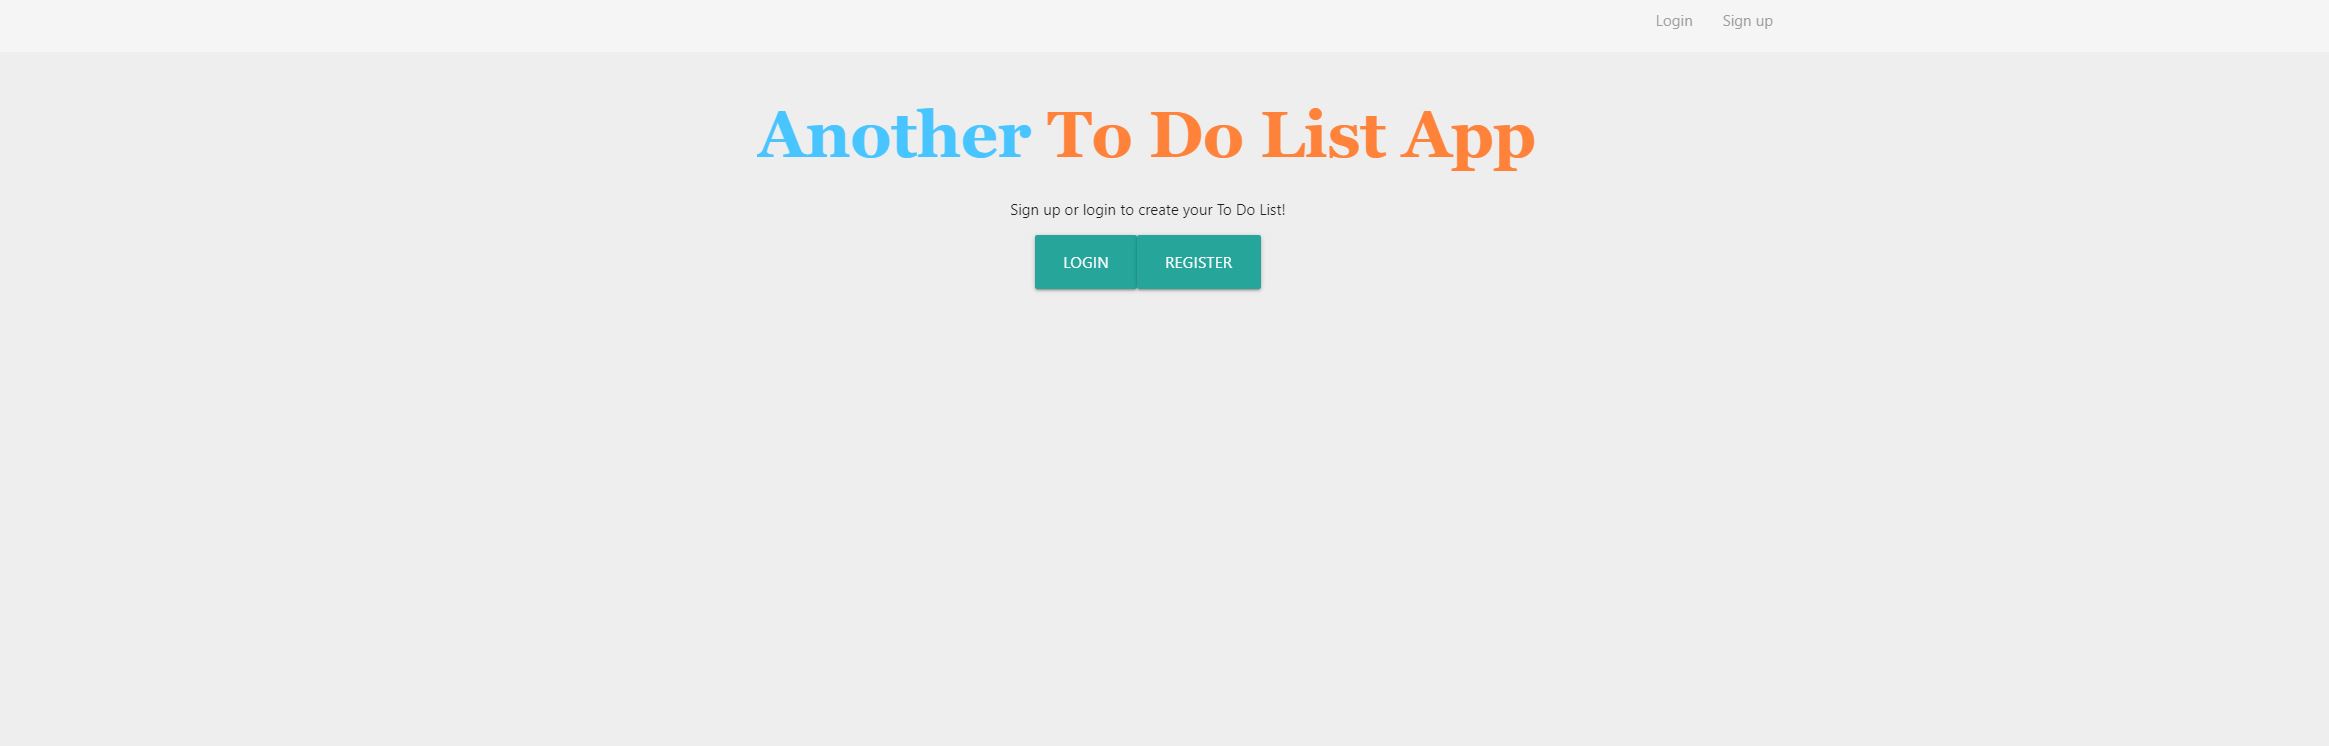 Login Sign up
Another To Do List App
Sign up or login to create your To Do List!
LOGIN REGISTER